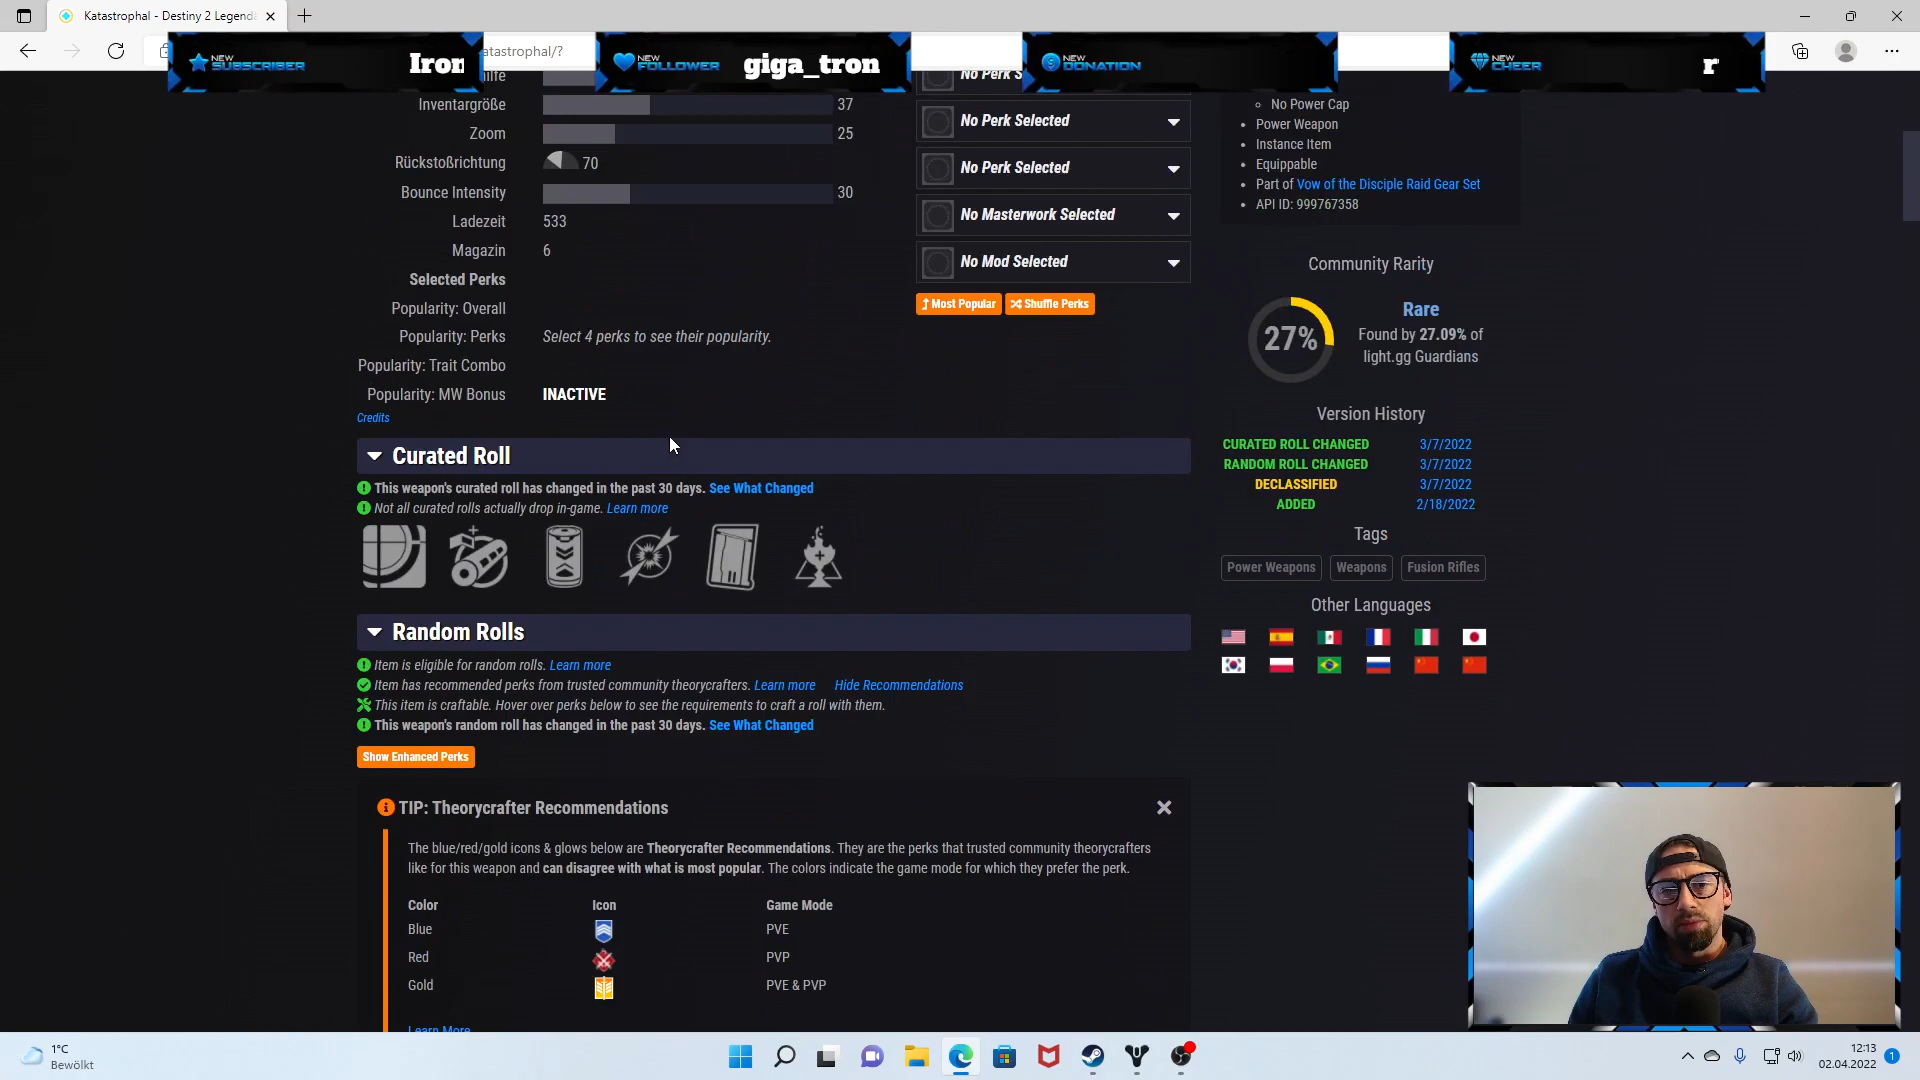 Katastrophal - Destiny 2 Legenda
atastrophal/?
NEW SUBSCRIBER
Iron
NEW FOLLOWER
giga_tron
NEW DONATION
NEW CHEER
r
Inventargröße 37
Zoom 25
Rückstoßrichtung 70
Bounce Intensity 30
Ladezeit 533
Magazin 6
Selected Perks
Popularity: Overall
Popularity: Perks Select 4 perks to see their popularity.
Popularity: Trait Combo
Popularity: MW Bonus INACTIVE
Credits
No Perk S
No Perk Selected
No Perk Selected
No Masterwork Selected
No Mod Selected
Most Popular
Shuffle Perks
No Power Cap
Power Weapon
Instance Item
Equippable
Part of Vow of the Disciple Raid Gear Set
API ID: 999767358
Community Rarity
27%
Rare
Found by 27.09% of
light.gg Guardians
Version History
CURATED ROLL CHANGED 3/7/2022
RANDOM ROLL CHANGED 3/7/2022
DECLASSIFIED 3/7/2022
ADDED 2/18/2022
Tags
Power Weapons
Weapons
Fusion Rifles
Other Languages
Curated Roll
This weapon's curated roll has changed in the past 30 days. See What Changed
Not all curated rolls actually drop in-game. Learn more
Random Rolls
Item is eligible for random rolls. Learn more
Item has recommended perks from trusted community theorycrafters. Learn more Hide Recommendations
This item is craftable. Hover over perks below to see the requirements to craft a roll with them.
This weapon's random roll has changed in the past 30 days. See What Changed
Show Enhanced Perks
TIP: Theorycrafter Recommendations
The blue/red/gold icons & glows below are Theorycrafter Recommendations. They are the perks that trusted community theorycrafters
like for this weapon and can disagree with what is most popular. The colors indicate the game mode for which they prefer the perk.
Color Icon Game Mode
Blue PVE
Red PVP
Gold PVE & PVP
Learn More
1°C
Bewölkt
12:13
02.04.2022
1